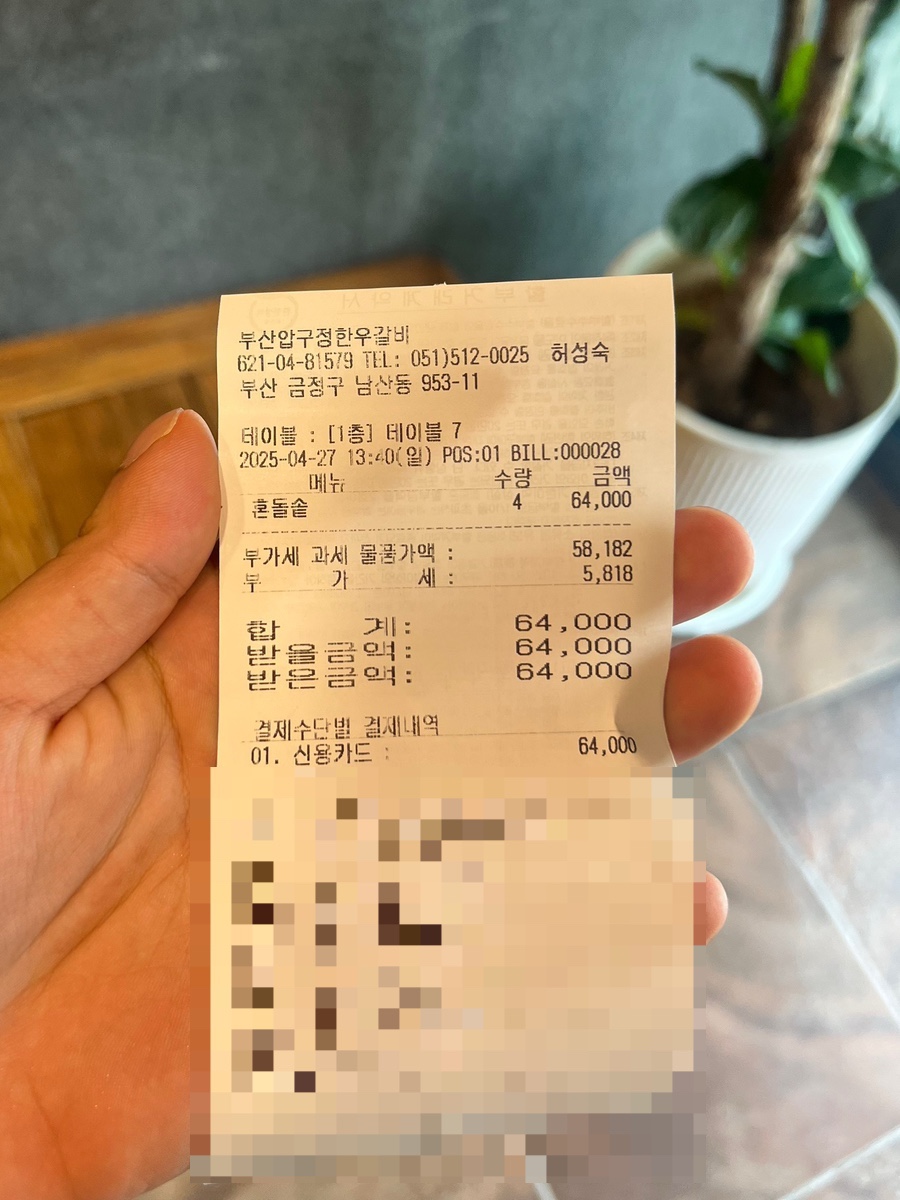 부산압구정한우갈비
621-04-81579 TEL: 051)512-0025 허성숙
부산 금정구 남산동 953-11
테이블 : [1층] 테이블 7
2025-04-27 13:40(일) POS:01 BILL:000028
메뉴 수량 금액
혼돌솥 4 64,000
부가세 과세 물품가액 : 58,182
부 가 세 : 5,818
합 계: 64,000
받을금액: 64,000
받은금액: 64,000
결제수단별 결재내역
01. 신용카드 : 64,000